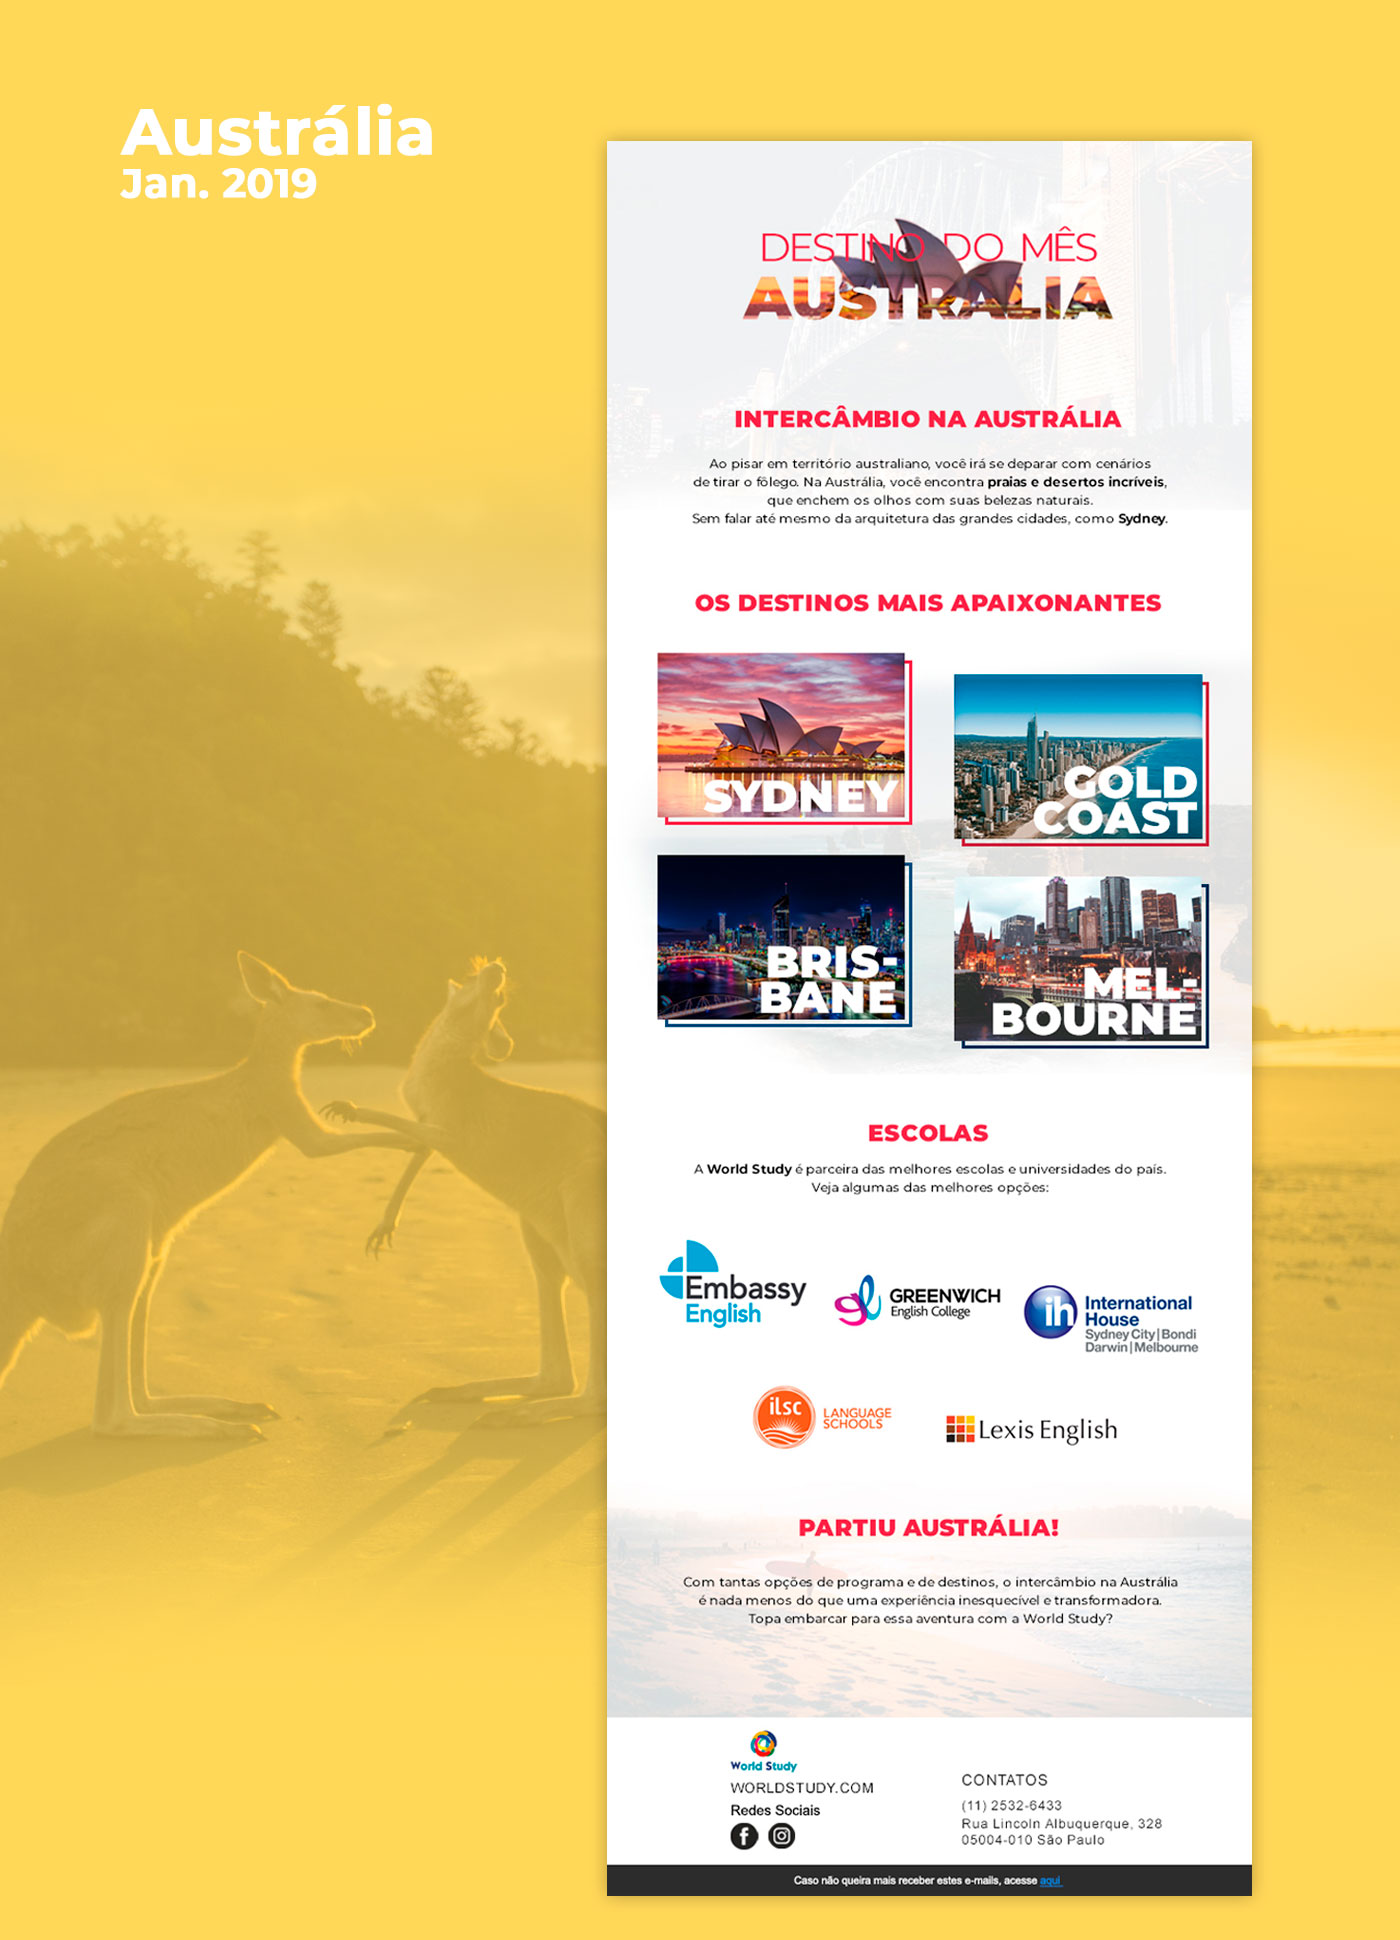 Austrália
Jan. 2019
DESTINO DO MÊS
AUSTRALIA
INTERCÂMBIO NA AUSTRÁLIA
Ao pisar em território australiano, você irá se deparar com cenários
de tirar o fôlego. Na Austrália, você encontra praias e desertos incríveis,
que enchem os olhos com suas belezas naturais.
Sem falar até mesmo da arquitetura das grandes cidades, como Sydney.
OS DESTINOS MAIS APAIXONANTES
SYDNEY
GOLD
COAST
BRIS-
BANE
MEL-
BOURNE
ESCOLAS
A World Study é parceira das melhores escolas e universidades do país.
Veja algumas das melhores opções:
Embassy
English
GREENWICH
English College
ih International
House
Sydney City | Bondi
Darwin | Melbourne
ilsc LANGUAGE
SCHOOLS
Lexis English
PARTIU AUSTRÁLIA!
Com tantas opções de programa e de destinos, o intercâmbio na Austrália
é nada menos do que uma experiência inesquecível e transformadora.
Topa embarcar para essa aventura com a World Study?
World Study
WORLDSTUDY.COM
Redes Sociais
CONTATOS
(11) 2532-6433
Rua Lincoln Albuquerque, 328
05004-010 São Paulo
Caso não queira mais receber estes e-mails, acesse aqui